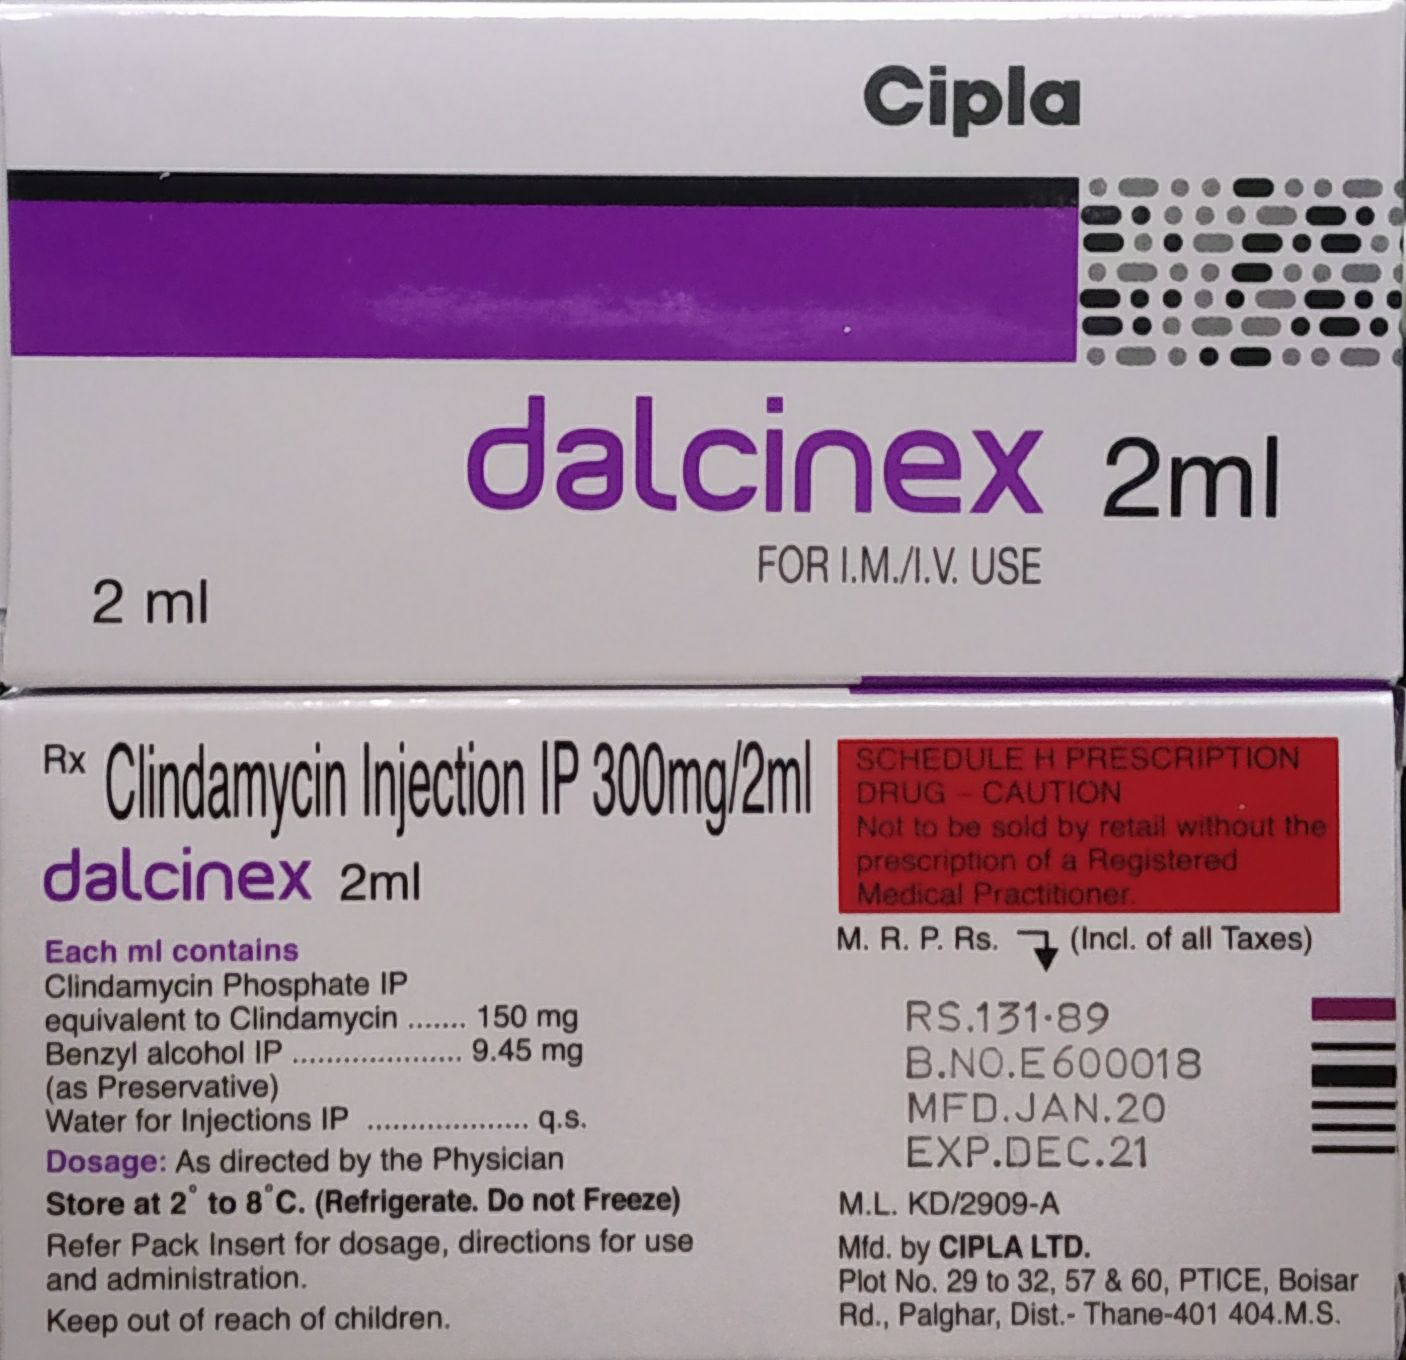 Cipla
dalcinex 2ml
FOR I.M./I.V. USE
2 ml
Rx Clindamycin Injection IP 300mg/2ml
dalcinex 2ml
Each ml contains
Clindamycin Phosphate IP
equivalent to Clindamycin ....... 150 mg
Benzyl alcohol IP .................... 9.45 mg
(as Preservative)
Water for Injections IP ................... q.s.
Dosage: As directed by the Physician
Store at 2° to 8°C. (Refrigerate. Do not Freeze)
Refer Pack Insert for dosage, directions for use
and administration.
Keep out of reach of children.
SCHEDULE H PRESCRIPTION
DRUG - CAUTION
Not to be sold by retail without the
prescription of a Registered
Medical Practitioner.
M. R. P. Rs. (Incl. of all Taxes)
RS.131.89
B.NO.E600018
MFD.JAN.20
EXP.DEC.21
M.L. KD/2909-A
Mfd. by CIPLA LTD.
Plot No. 29 to 32, 57 & 60, PTICE, Boisar
Rd., Palghar, Dist.- Thane-401 404.M.S.